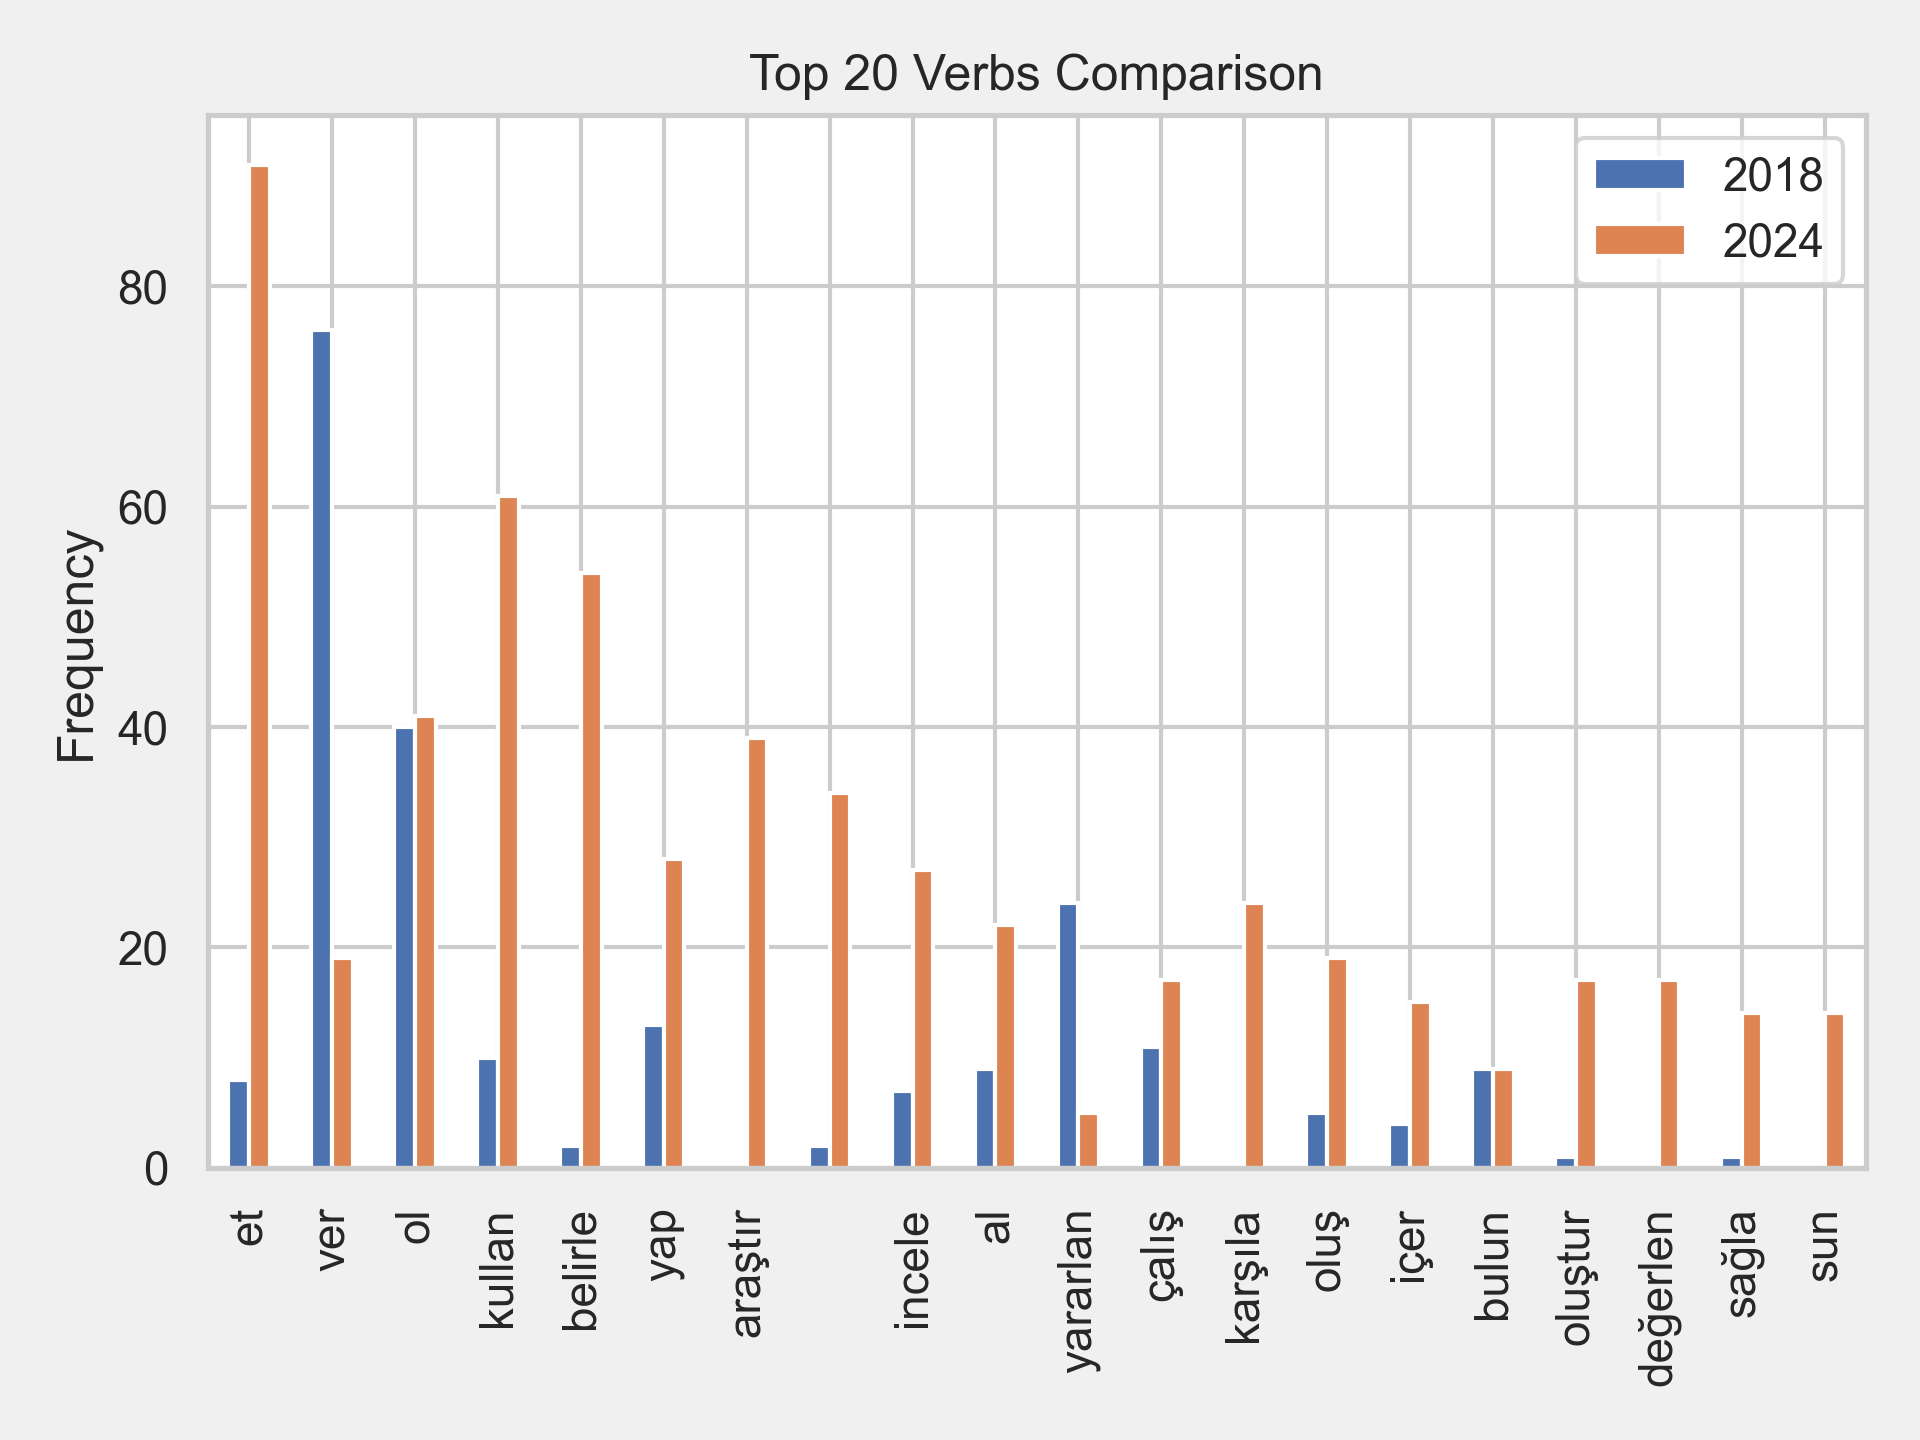 Top 20 Verbs Comparison
2018
2024
Frequency
80
60
40
20
0
et
ver
ol
kullan
belirle
yap
araştır
incele
al
yararlan
çalış
karşıla
oluş
içer
bulun
oluştur
değerlen
sağla
sun